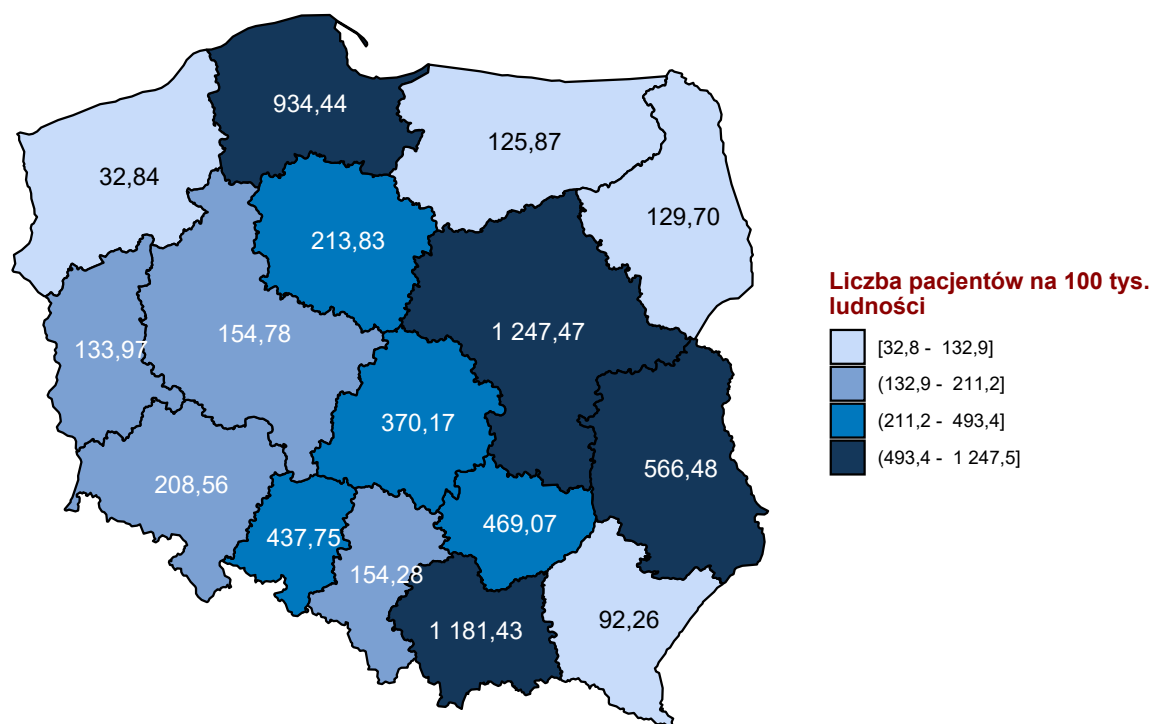 934,44
125,87
32,84
129,70
213,83
1 247,47
154,78
133,97
370,17
566,48
208,56
469,07
437,75
154,28
92,26
1 181,43
Liczba pacjentów na 100 tys.
ludności
[32,8 - 132,9]
(132,9 - 211,2]
(211,2 - 493,4]
(493,4 - 1 247,5]